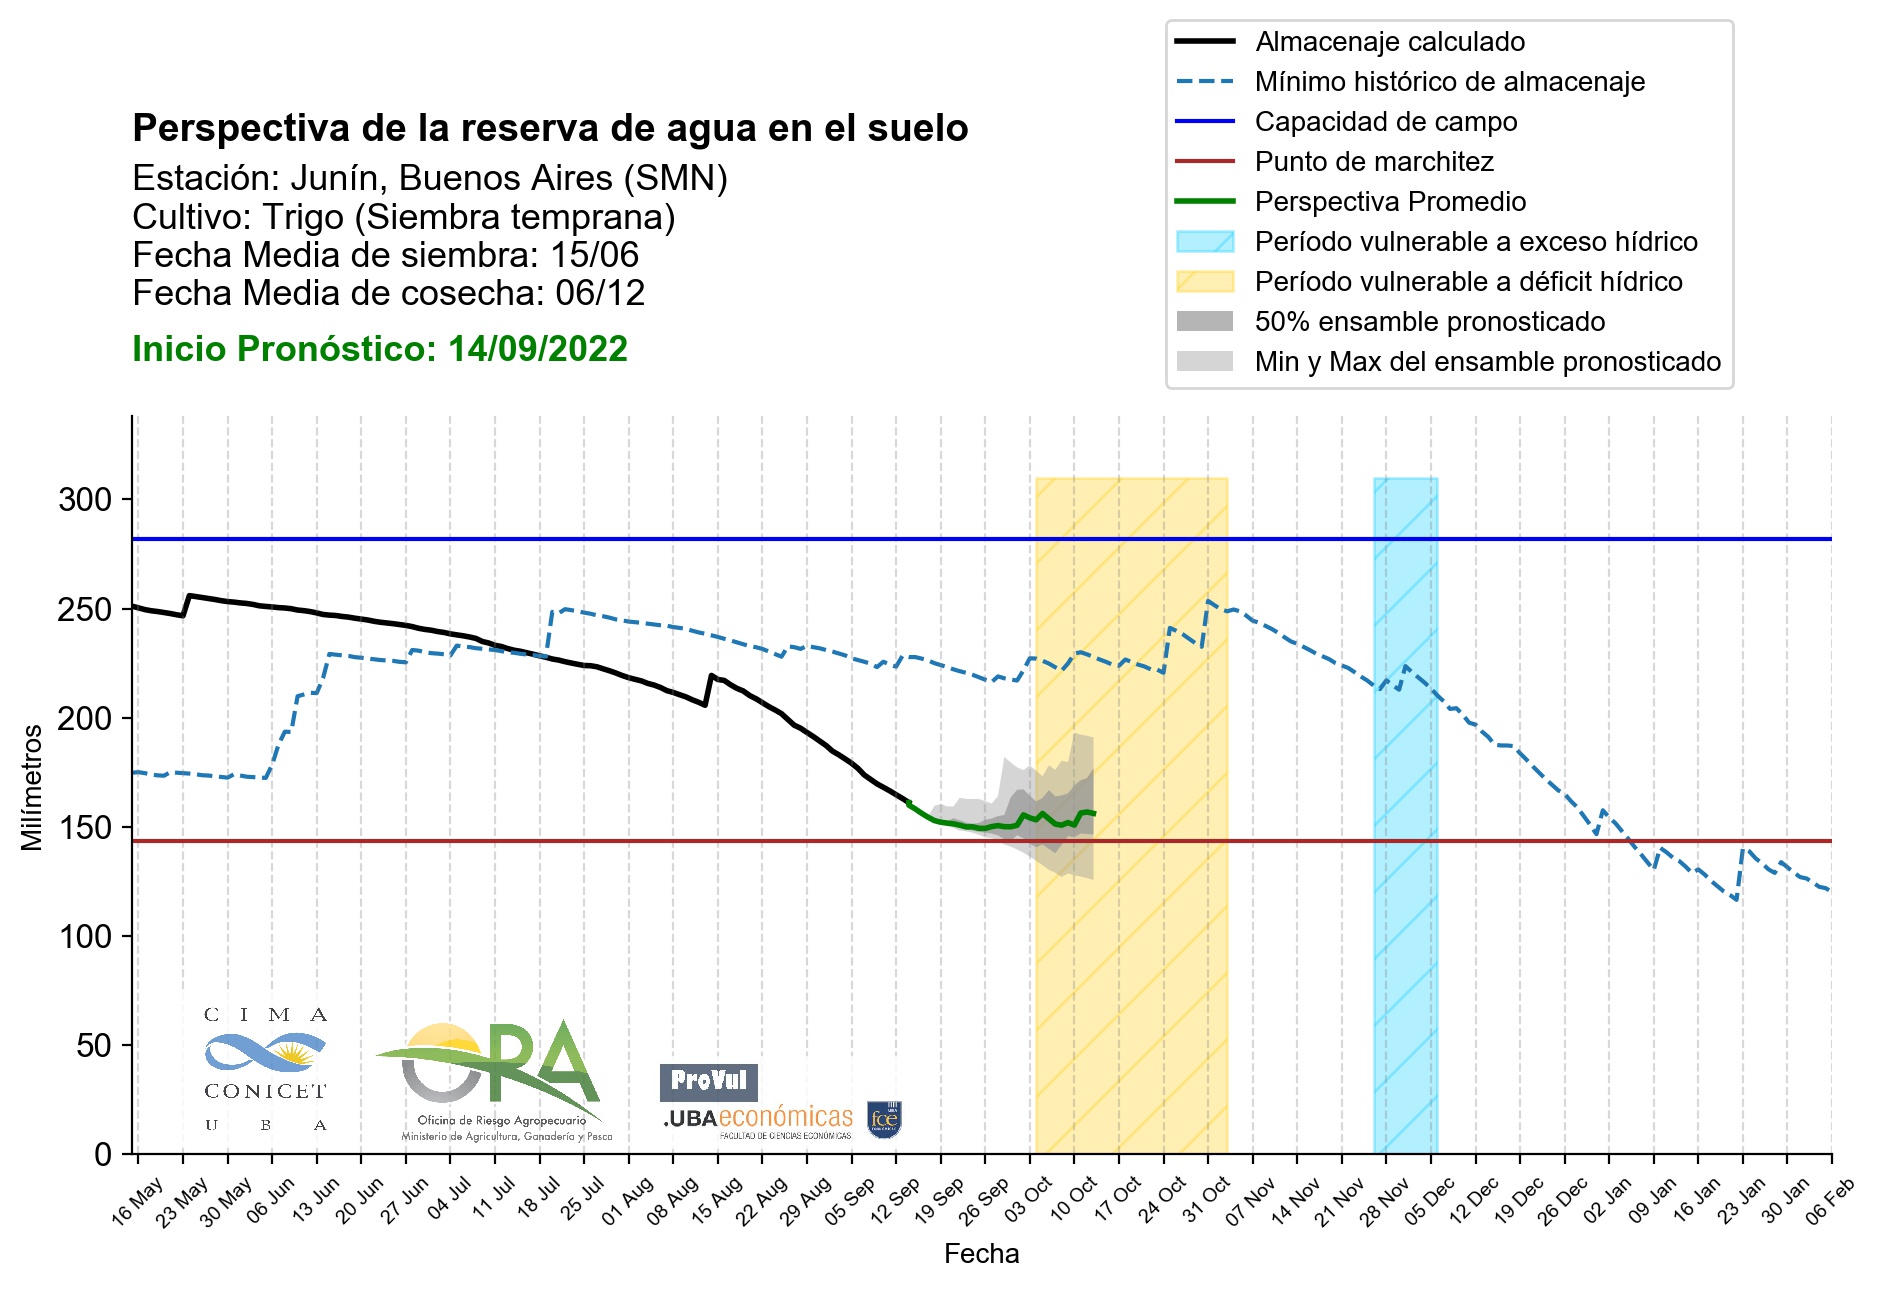 Almacenaje calculado
Mínimo histórico de almacenaje
Capacidad de campo
Punto de marchitez
Perspectiva Promedio
Período vulnerable a exceso hídrico
Período vulnerable a déficit hídrico
50% ensamble pronosticado
Min y Max del ensamble pronosticado
Perspectiva de la reserva de agua en el suelo
Estación: Junín, Buenos Aires (SMN)
Cultivo: Trigo (Siembra temprana)
Fecha Media de siembra: 15/06
Fecha Media de cosecha: 06/12
Inicio Pronóstico: 14/09/2022
Milímetros
300
250
200
150
100
50
0
C I M A
CONICET
U B A
ORA
Oficina de Riesgo Agropecuario
Ministerio de Agricultura, Ganadería y Pesca
ProVul
.UBAeconómicas
FACULTAD DE CIENCIAS ECONÓMICAS
fce
16 May
23 May
30 May
06 Jun
13 Jun
20 Jun
27 Jun
04 Jul
11 Jul
18 Jul
25 Jul
01 Aug
08 Aug
15 Aug
22 Aug
29 Aug
05 Sep
12 Sep
19 Sep
26 Sep
03 Oct
10 Oct
17 Oct
24 Oct
31 Oct
07 Nov
14 Nov
21 Nov
28 Nov
05 Dec
12 Dec
19 Dec
26 Dec
02 Jan
09 Jan
16 Jan
23 Jan
30 Jan
06 Feb
Fecha